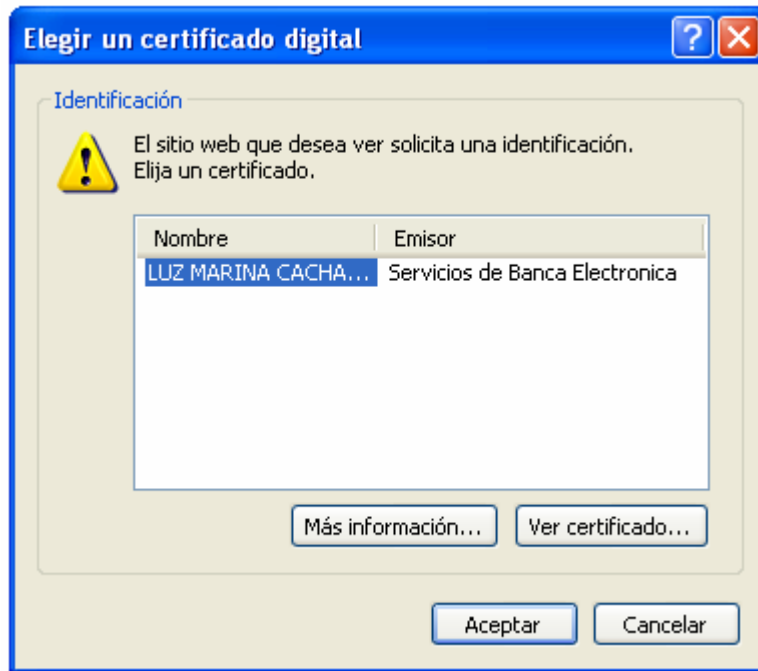 Elegir un certificado digital
Identificación
El sitio web que desea ver solicita una identificación.
Elija un certificado.
Nombre Emisor
LUZ MARINA CACHA... Servicios de Banca Electronica
Más información... Ver certificado...
Aceptar Cancelar